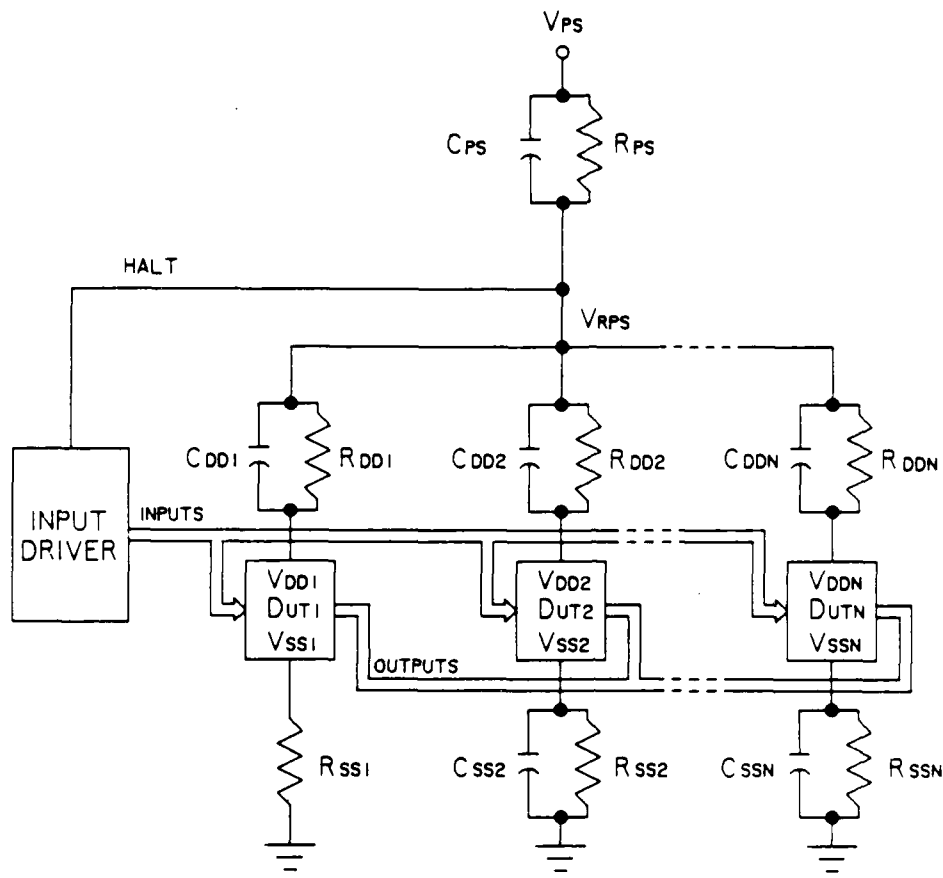 VPS
CPS
RPS
HALT
VRPS
CDD1
RDD1
CDD2
RDD2
CDDN
RDDN
INPUT
DRIVER
INPUTS
VDD1
DUT1
VSS1
VDD2
DUT2
VSS2
VDDN
DUTN
VSSN
OUTPUTS
RSS1
CSS2
RSS2
CSSN
RSSN